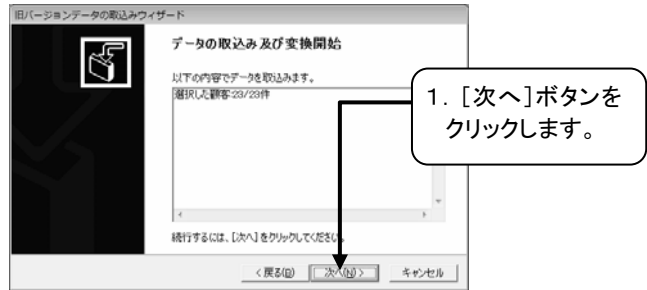 旧バージョンデータの取込みウィザード
データの取込み及び変換開始
以下の内容でデータを取込みます。
選択した顧客:23/23件
1. [次へ]ボタンを
クリックします。
続行するには、[次へ] をクリックしてください。
< 戻る(B)
次へ(N) >
キャンセル